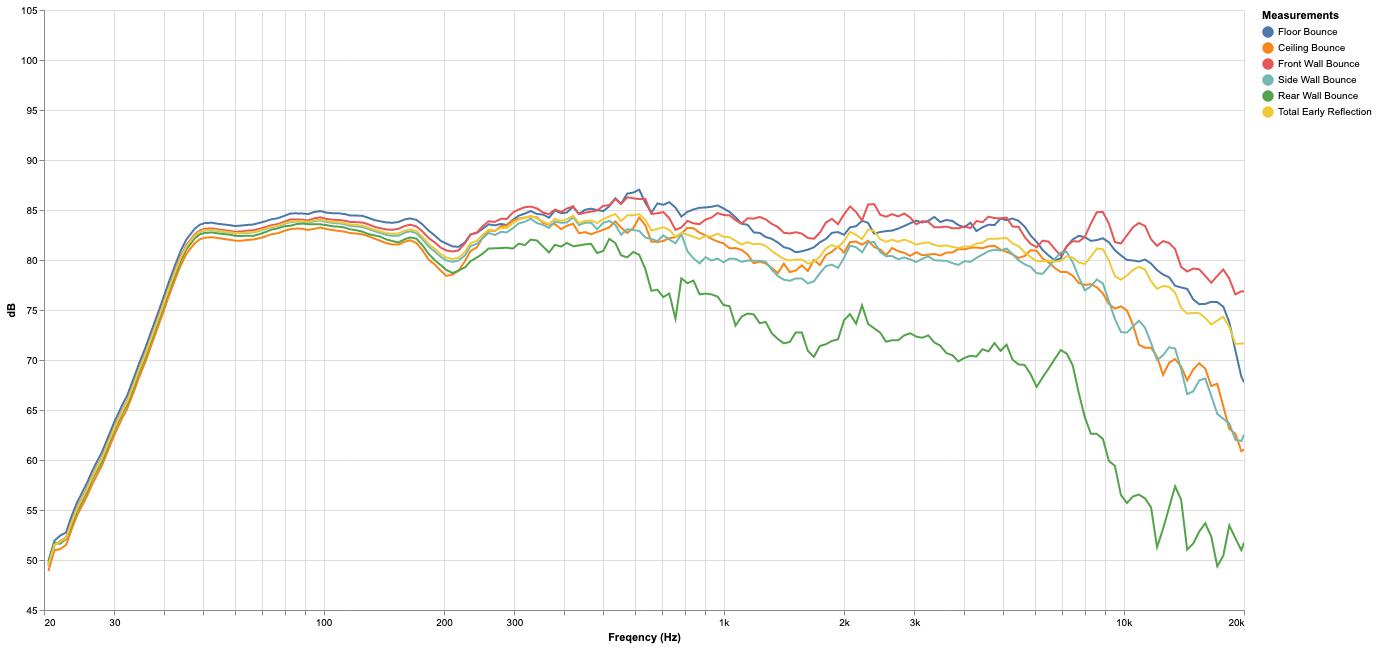 105
100
95
90
85
80
75
70
65
60
55
50
45
dB
20 30 100 200 300 1k 2k 3k 10k 20k
Freqency (Hz)
Measurements
Floor Bounce
Ceiling Bounce
Front Wall Bounce
Side Wall Bounce
Rear Wall Bounce
Total Early Reflection